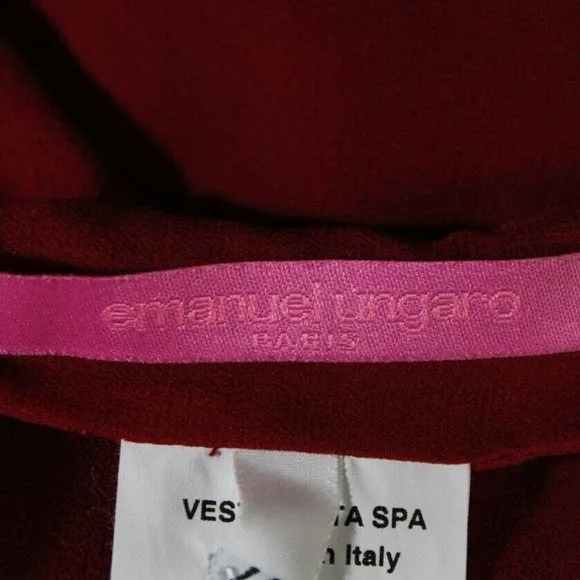 emanuel ungaro
PARIS
VES TA SPA
n Italy